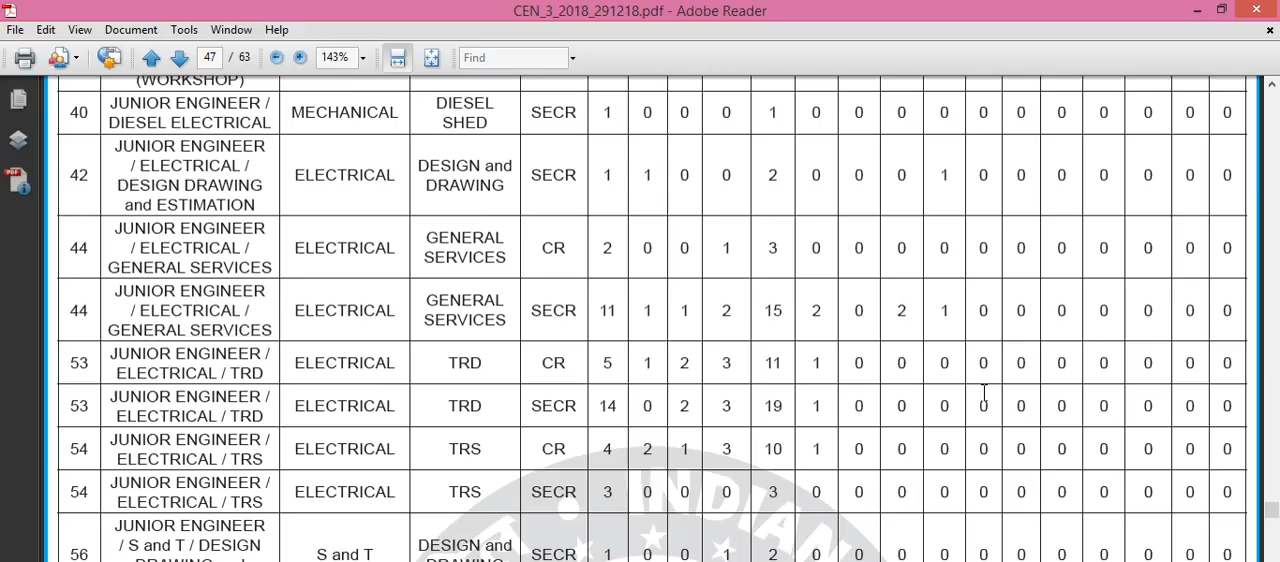 CEN_3_2018_291218.pdf - Adobe Reader
File Edit View Document Tools Window Help
47 / 63 143% Find
(WORKSHOP)
40 JUNIOR ENGINEER / DIESEL ELECTRICAL MECHANICAL DIESEL SHED SECR 1 0 0 0 1 0 0 0 0 0 0 0 0 0 0
42 JUNIOR ENGINEER / ELECTRICAL / DESIGN DRAWING and ESTIMATION ELECTRICAL DESIGN and DRAWING SECR 1 1 0 0 2 0 0 0 1 0 0 0 0 0 0
44 JUNIOR ENGINEER / ELECTRICAL / GENERAL SERVICES ELECTRICAL GENERAL SERVICES CR 2 0 0 1 3 0 0 0 0 0 0 0 0 0 0
44 JUNIOR ENGINEER / ELECTRICAL / GENERAL SERVICES ELECTRICAL GENERAL SERVICES SECR 11 1 1 2 15 2 0 2 1 0 0 0 0 0 0
53 JUNIOR ENGINEER / ELECTRICAL / TRD ELECTRICAL TRD CR 5 1 2 3 11 1 0 0 0 0 0 0 0 0 0
53 JUNIOR ENGINEER / ELECTRICAL / TRD ELECTRICAL TRD SECR 14 0 2 3 19 1 0 0 0 0 0 0 0 0 0
54 JUNIOR ENGINEER / ELECTRICAL / TRS ELECTRICAL TRS CR 4 2 1 3 10 1 0 0 0 0 0 0 0 0 0
54 JUNIOR ENGINEER / ELECTRICAL / TRS ELECTRICAL TRS SECR 3 0 0 0 3 0 0 0 0 0 0 0 0 0 0
56 JUNIOR ENGINEER / S and T / DESIGN S and T DESIGN and SECR 1 0 0 1 2 0 0 0 0 0 0 0 0 0 0
INDIAN